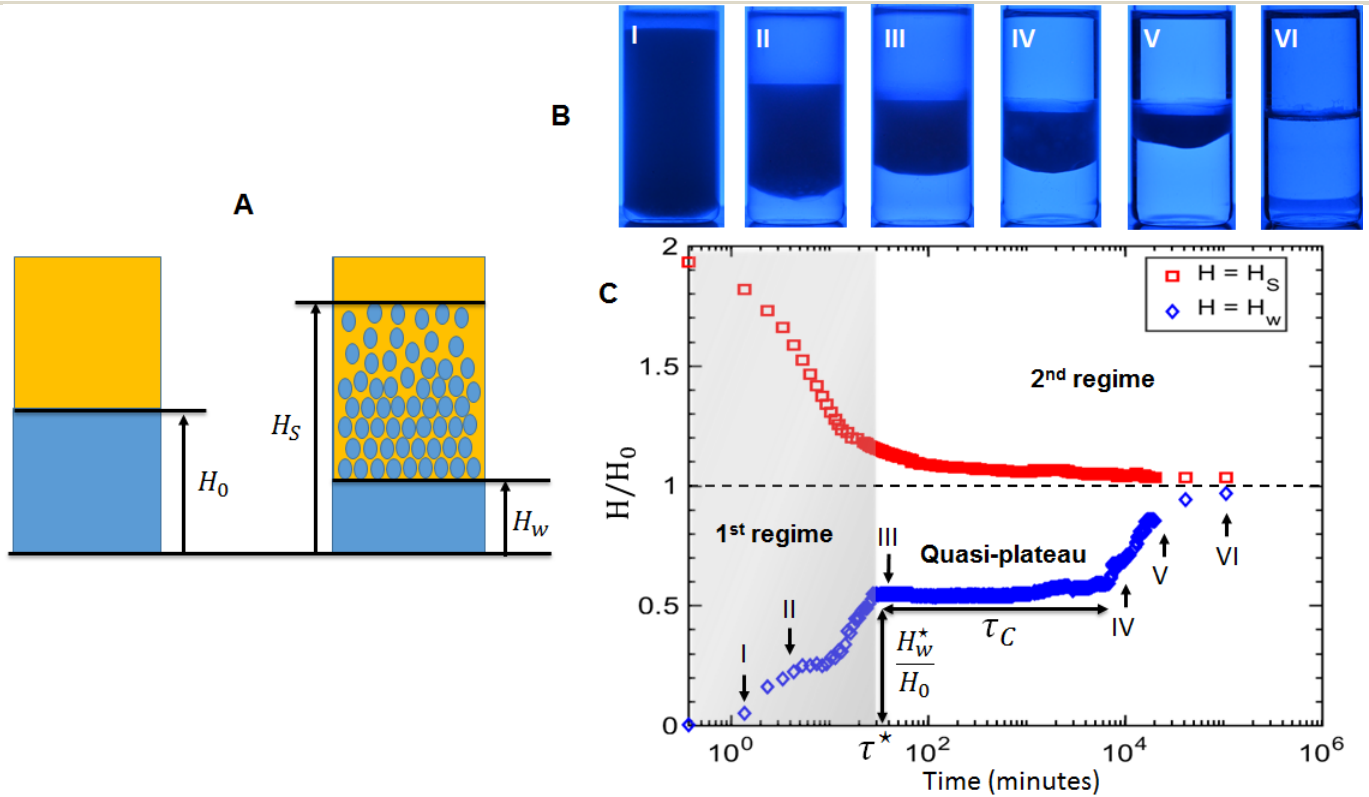 A
H_0
H_S
H_w
B
I II III IV V VI
C
H/H_0
2
1.5
1
0.5
0
H = H_S
H = H_w
2nd regime
1st regime
Quasi-plateau
I
II
III
IV
V
VI
τ_C
H_w^⋆/H_0
τ*
10^0 10^2 10^4 10^6
Time (minutes)